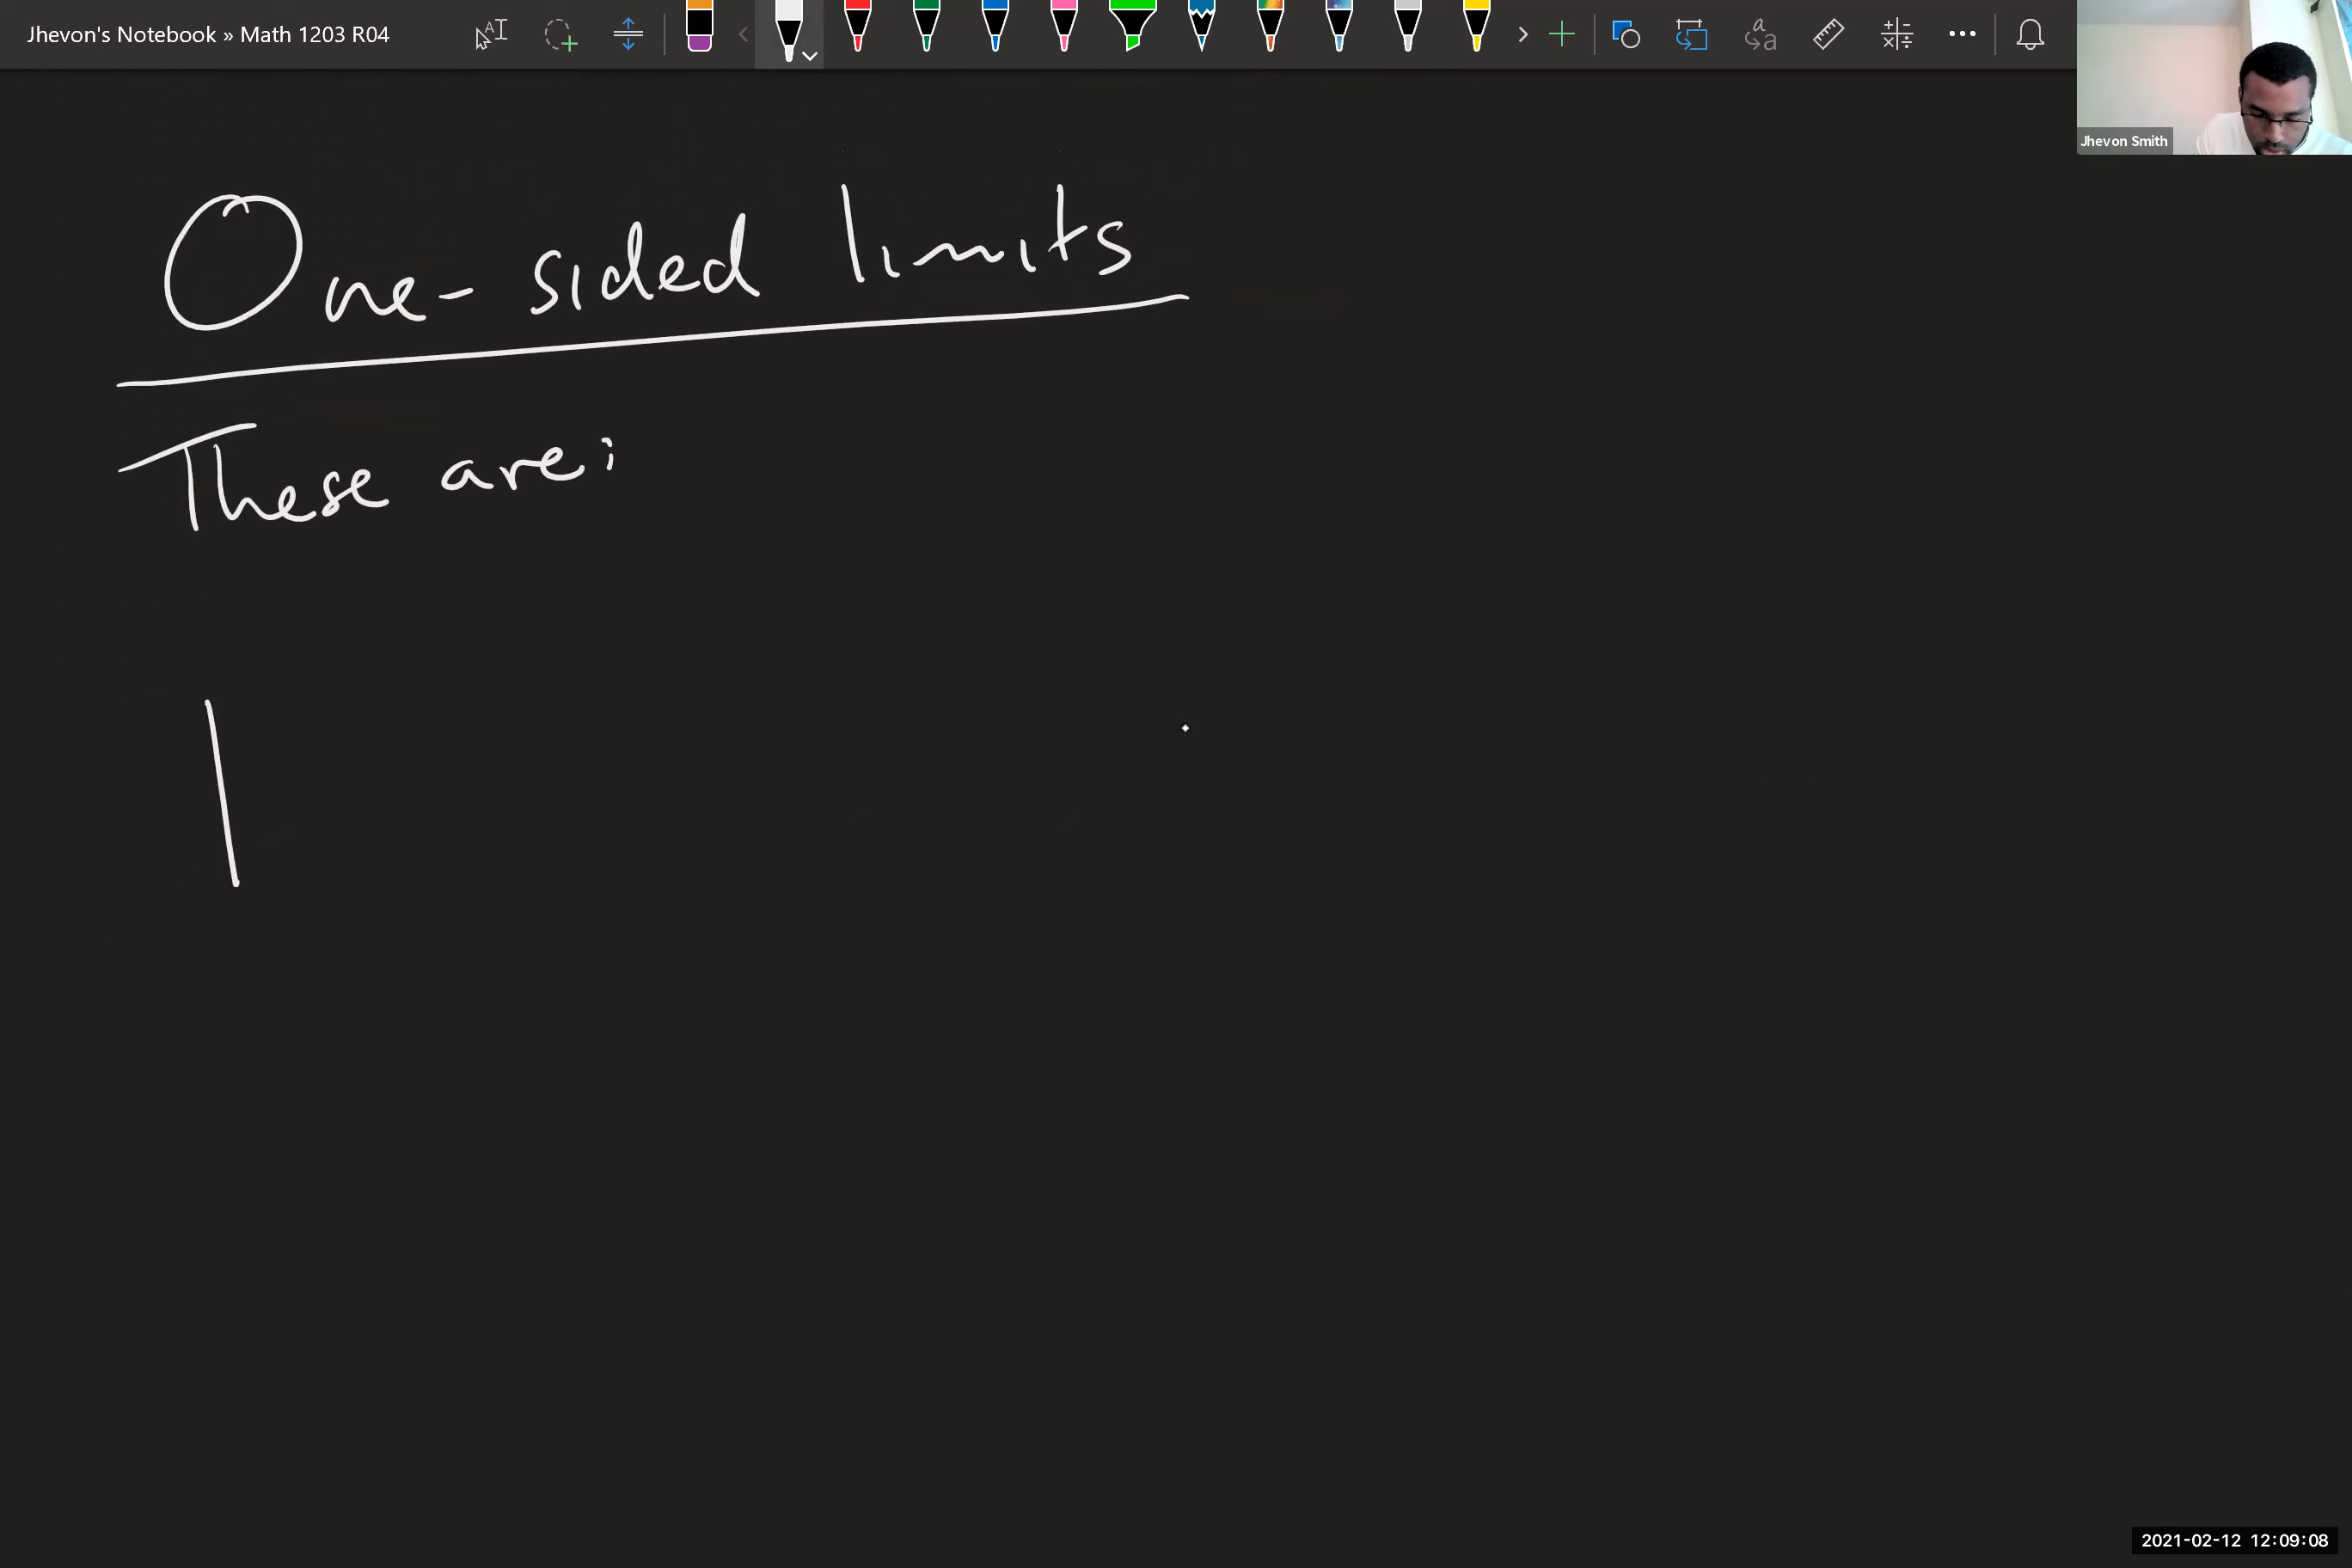 Jhevon's Notebook » Math 1203 R04
Jhevon Smith
One-sided limits
These are:
2021-02-12 12:09:08